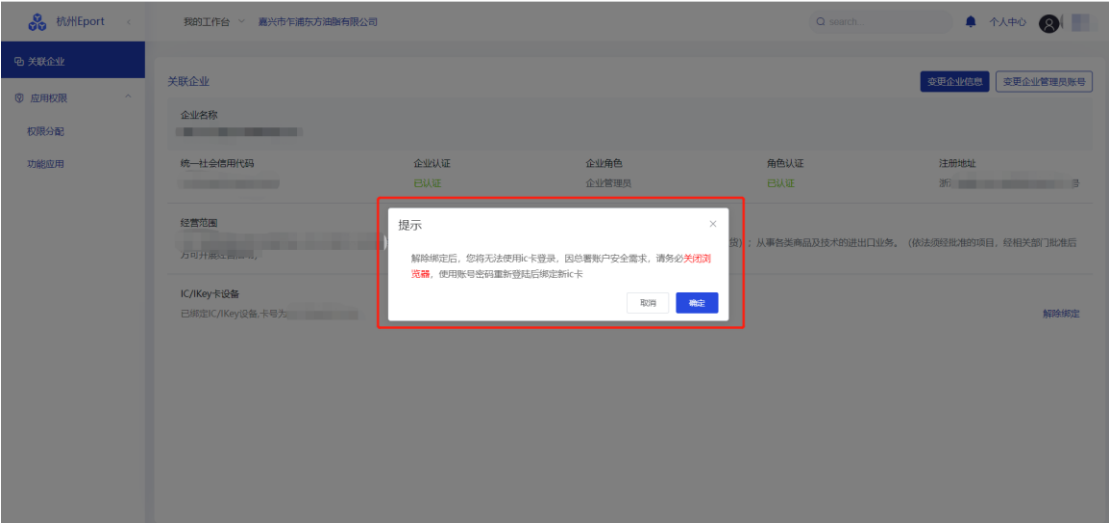 杭州Eport
我的工作台
嘉兴市乍浦东方油脂有限公司
search...
个人中心
关联企业
应用权限
权限分配
功能应用
关联企业
变更企业信息
变更企业管理员账号
企业名称
统一社会信用代码
企业认证
企业角色
角色认证
注册地址
已认证
企业管理员
已认证
浙
经营范围
货）；从事各类商品及技术的进出口业务。 (依法须经批准的项目，经相关部门批准后
方可开展经营活动。
IC/IKey卡设备
已绑定IC/IKey设备,卡号为
解除绑定
提示
解除绑定后，您将无法使用ic卡登录，因总署账户安全需求，请务必关闭浏
览器，使用账号密码重新登陆后绑定新ic卡
取消
确定